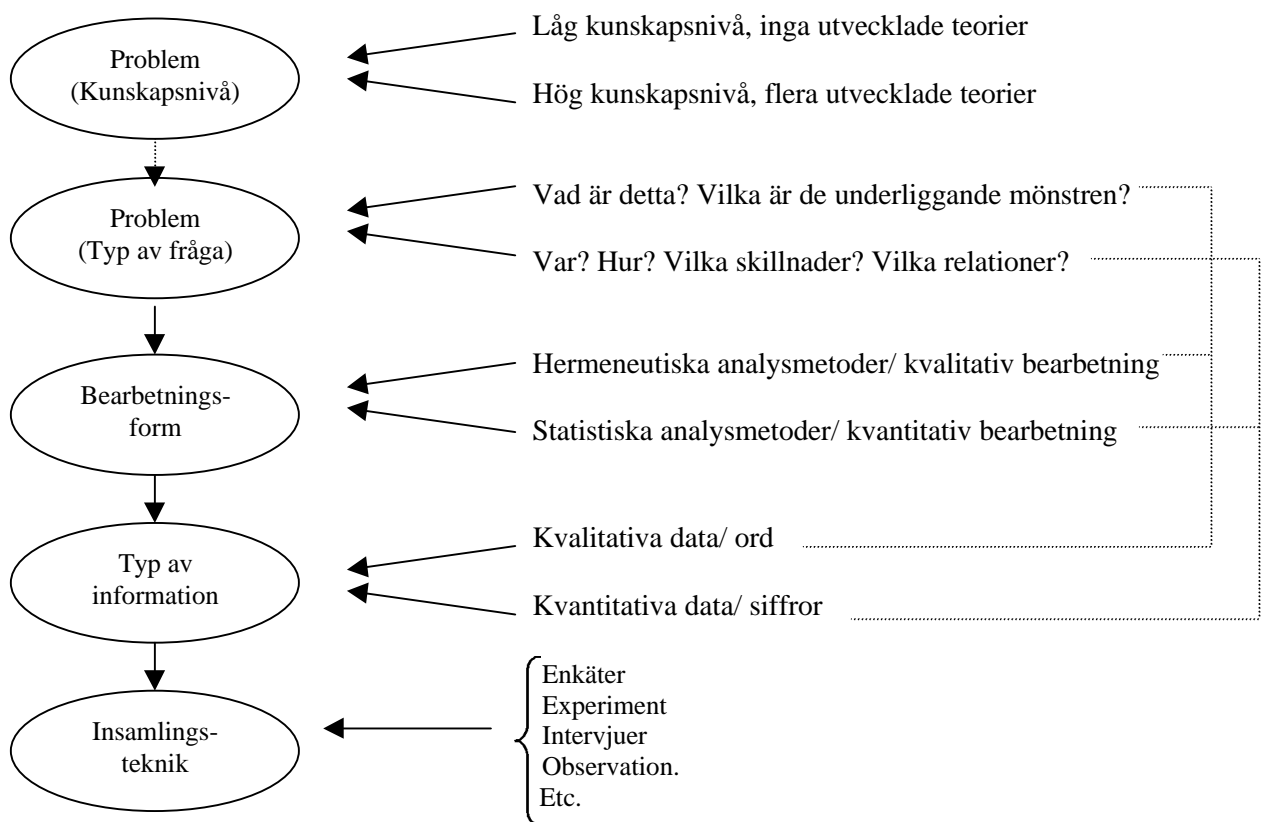 Problem
(Kunskapsnivå)
Låg kunskapsnivå, inga utvecklade teorier
Hög kunskapsnivå, flera utvecklade teorier
Problem
(Typ av fråga)
Vad är detta? Vilka är de underliggande mönstren?
Var? Hur? Vilka skillnader? Vilka relationer?
Bearbetnings-
form
Hermeneutiska analysmetoder/ kvalitativ bearbetning
Statistiska analysmetoder/ kvantitativ bearbetning
Typ av
information
Kvalitativa data/ ord
Kvantitativa data/ siffror
Insamlings-
teknik
Enkäter
Experiment
Intervjuer
Observation.
Etc.